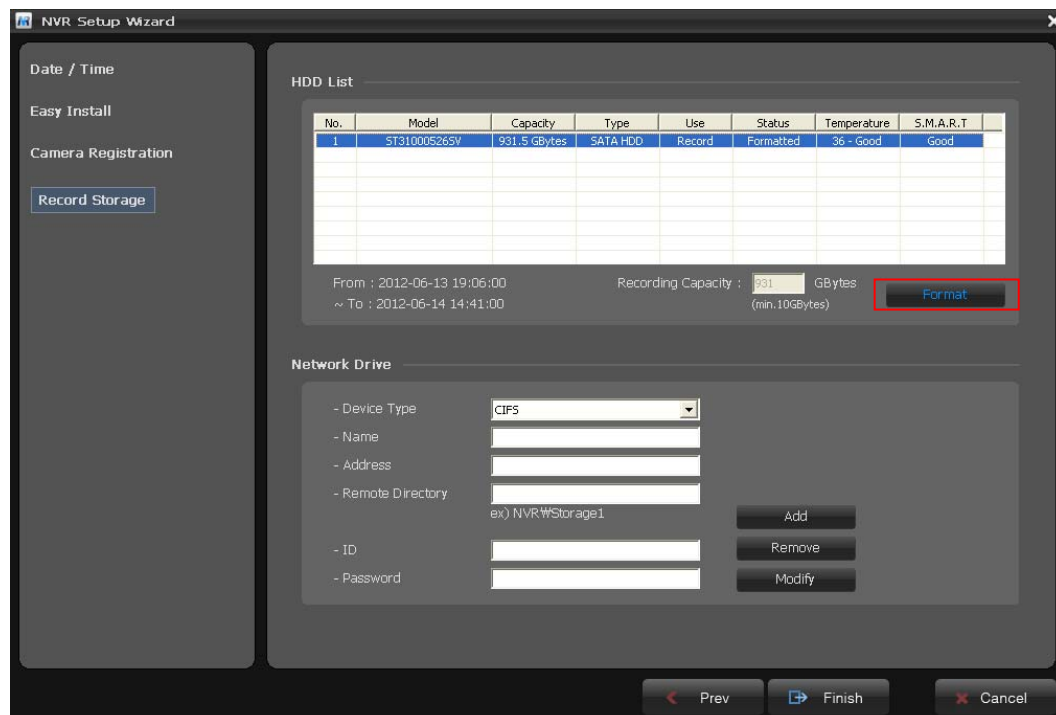 NVR Setup Wizard
Date / Time
Easy Install
Camera Registration
Record Storage
HDD List
No. Model Capacity Type Use Status Temperature S.M.A.R.T
1 ST31000526SV 931.5 GBytes SATA HDD Record Formatted 36 - Good Good
From : 2012-06-13 19:06:00
~ To : 2012-06-14 14:41:00
Recording Capacity : 931 GBytes
(min.10GBytes)
Format
Network Drive
- Device Type CIFS
- Name
- Address
- Remote Directory
ex) NVR₩Storage1
Add
- ID
Remove
- Password
Modify
Prev Finish Cancel